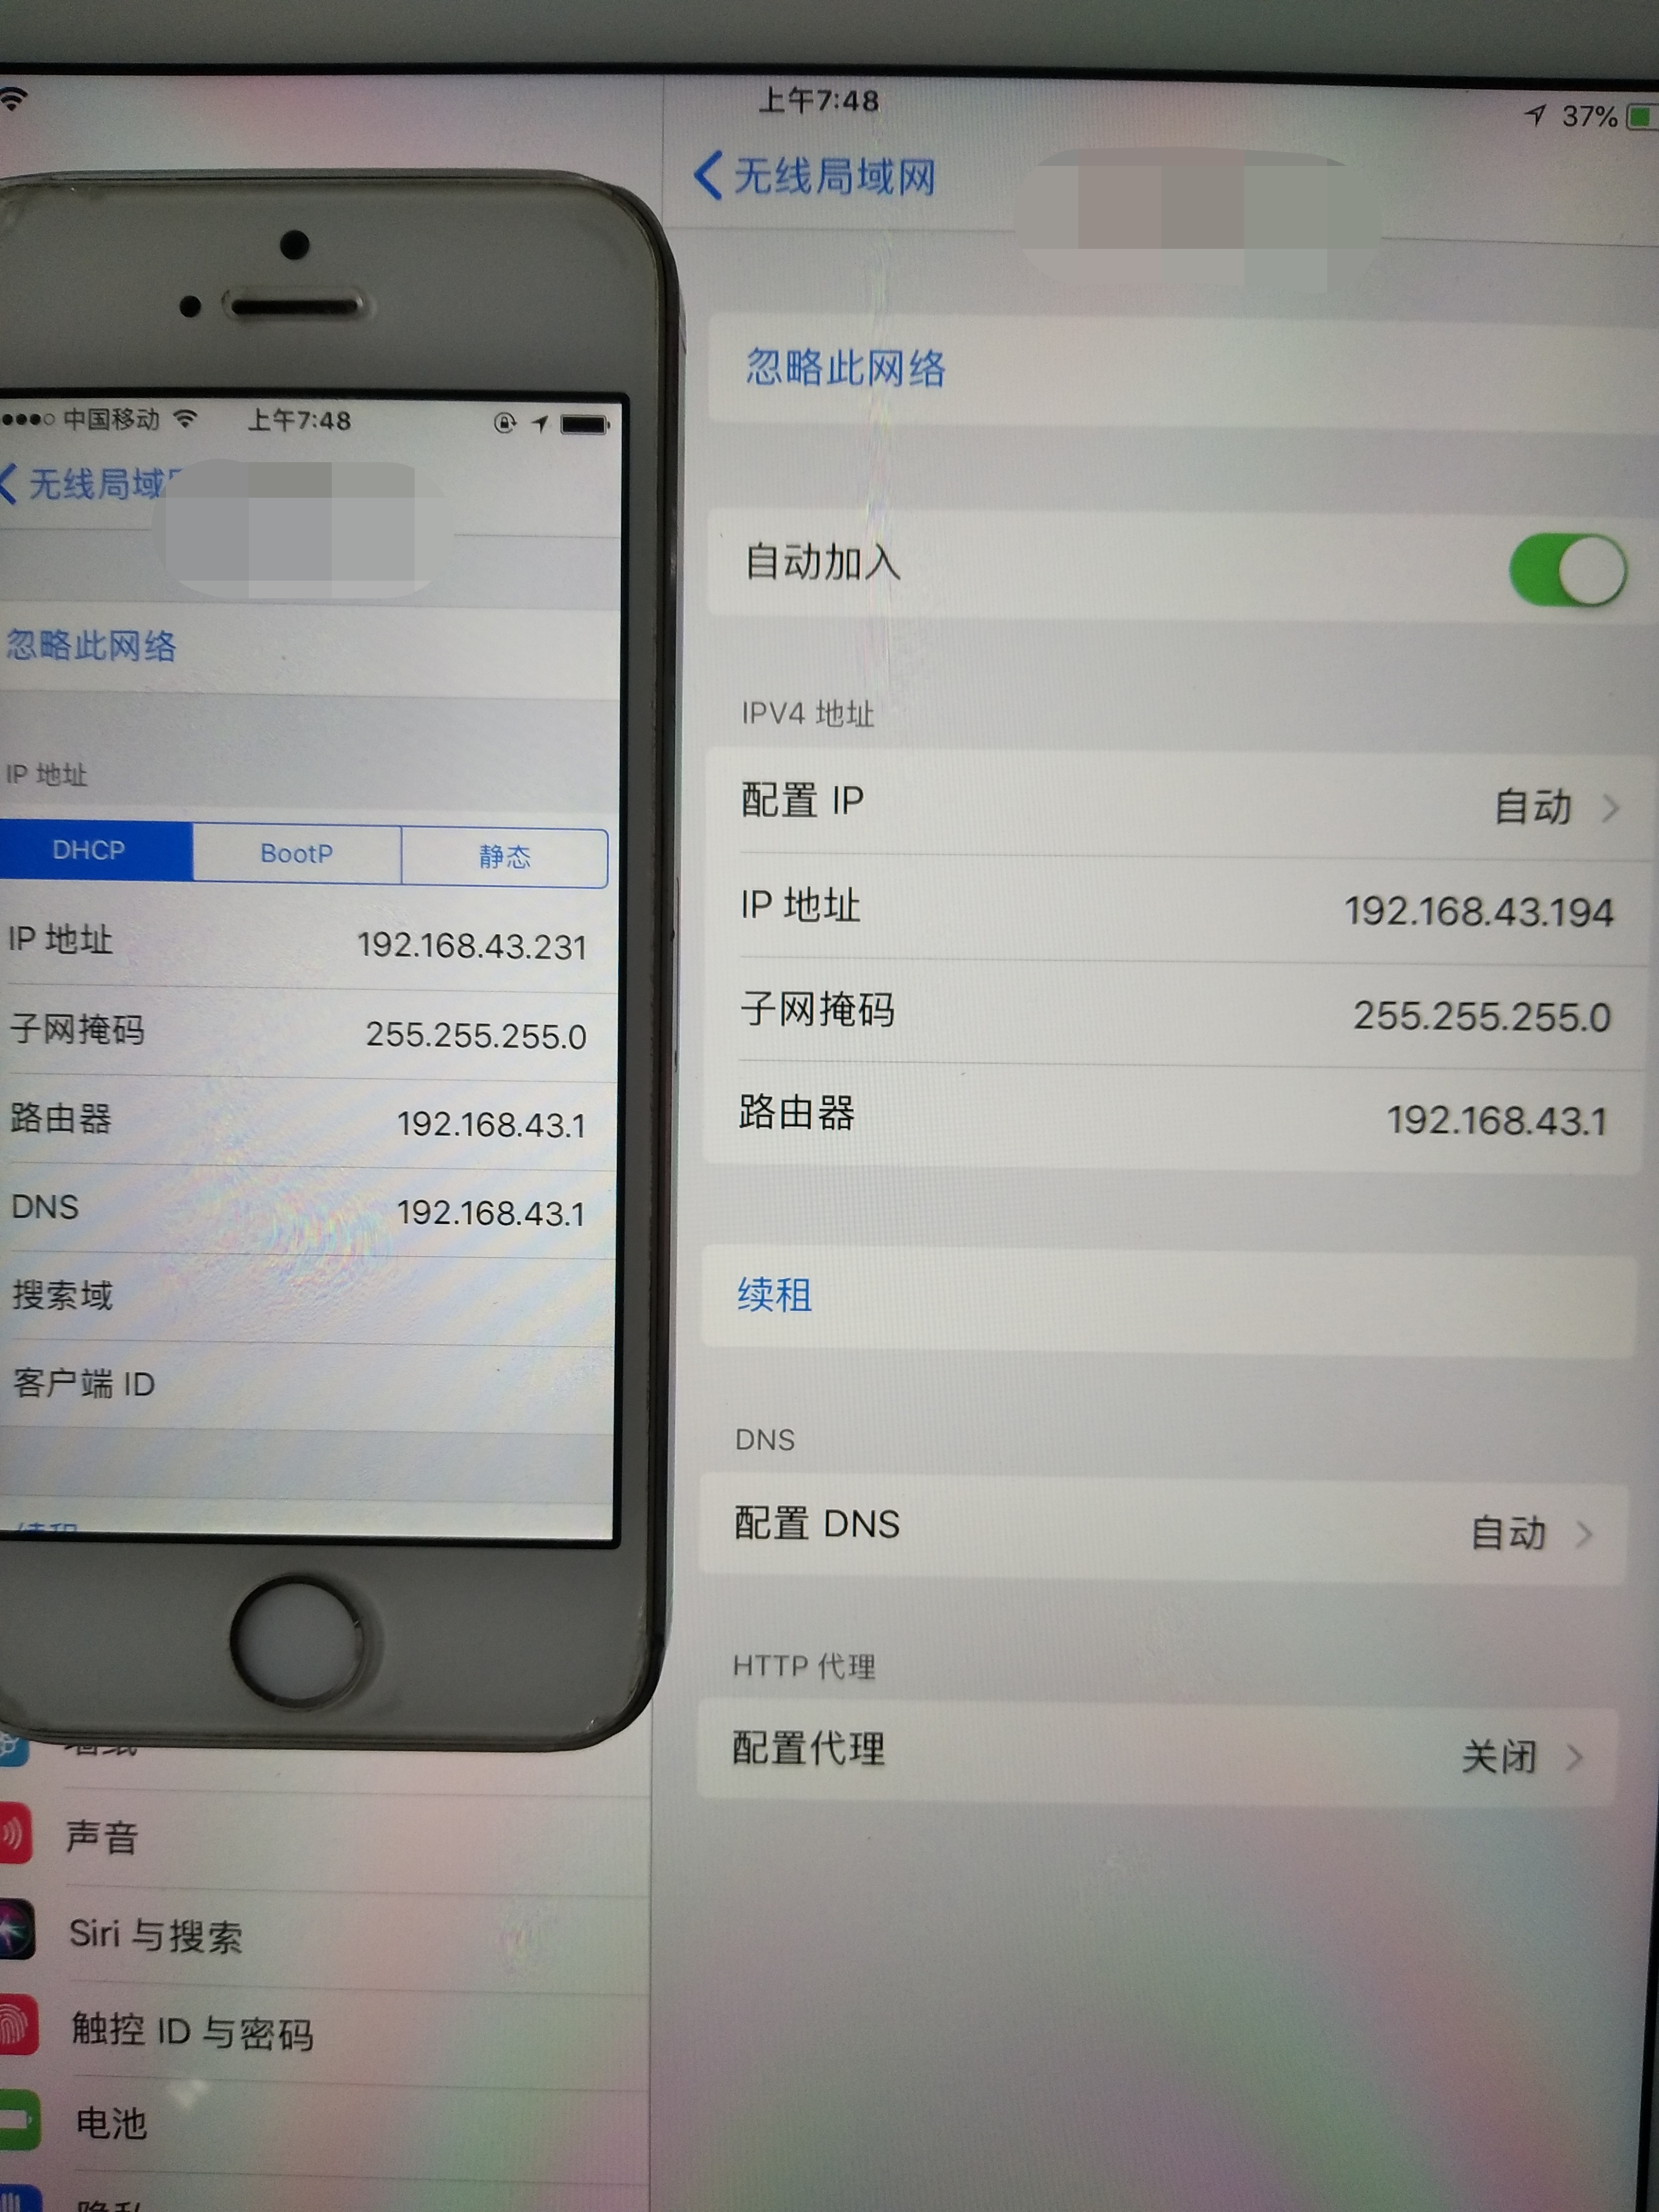 上午7:48
37%
无线局域网
忽略此网络
自动加入
IPV4 地址
配置 IP 自动
IP 地址 192.168.43.194
子网掩码 255.255.255.0
路由器 192.168.43.1
续租
DNS
配置 DNS 自动
HTTP 代理
配置代理 关闭
中国移动 上午7:48
无线局域
忽略此网络
IP 地址
DHCP BootP 静态
IP 地址 192.168.43.231
子网掩码 255.255.255.0
路由器 192.168.43.1
DNS 192.168.43.1
搜索域
客户端 ID
续租
声音
Siri 与搜索
触控 ID 与密码
电池
隐私